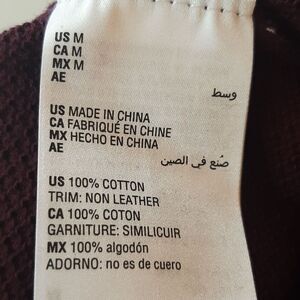 US M
CA M
MX M
AE
وسط
US MADE IN CHINA
CA FABRIQUÉ EN CHINE
MX HECHO EN CHINA
AE
صُنع في الصين
US 100% COTTON
TRIM: NON LEATHER
CA 100% COTON
GARNITURE: SIMILICUIR
MX 100% algodón
ADORNO: no es de cuero